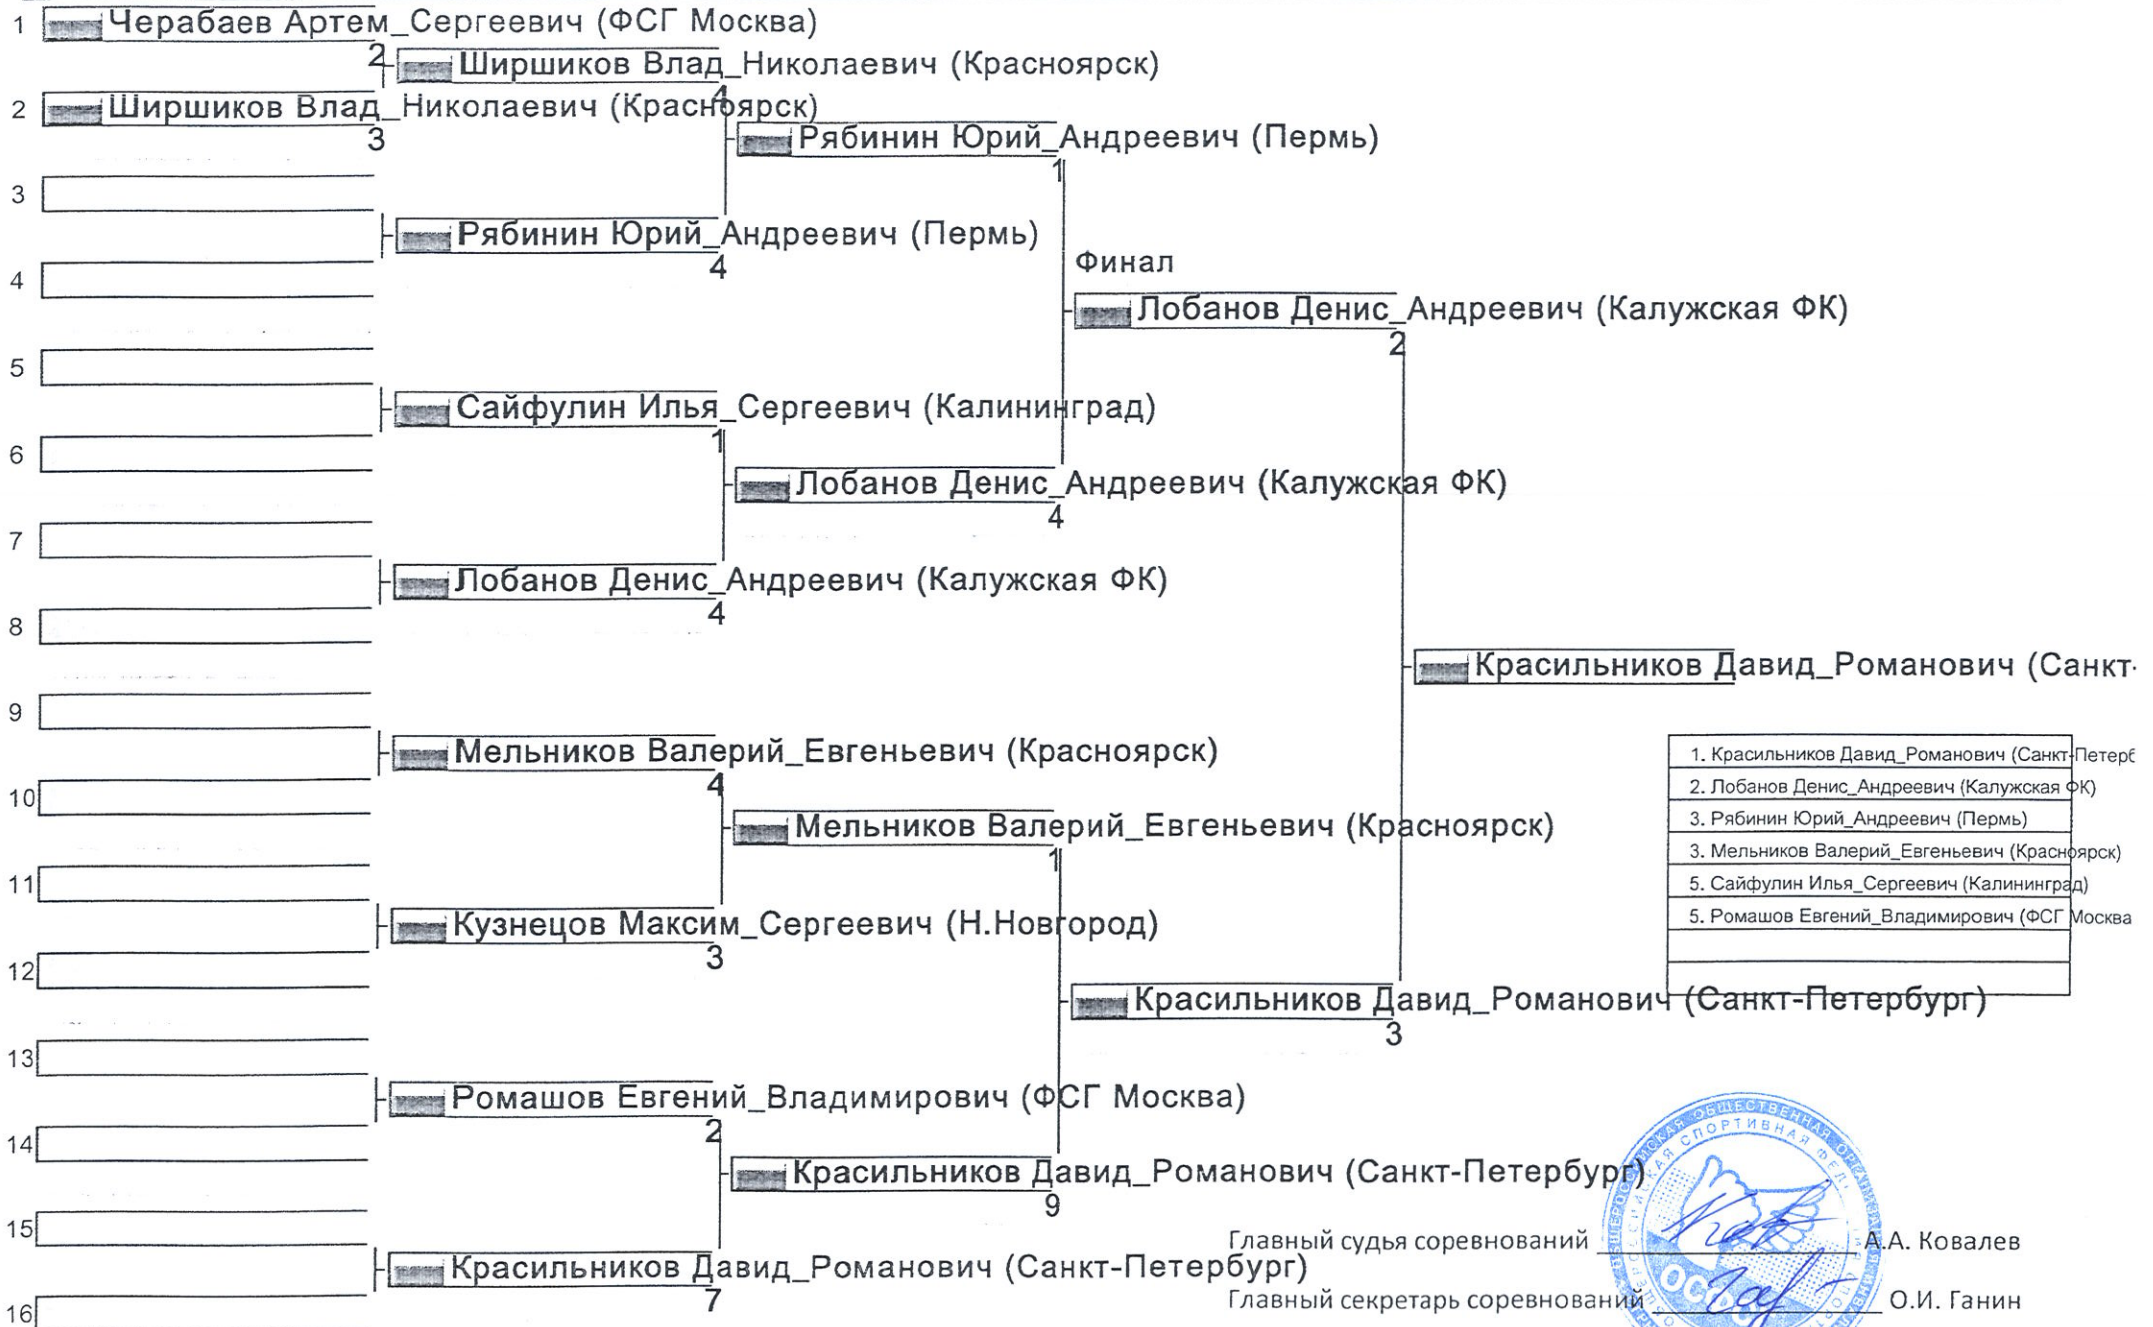 1 Черабаев Артем_Сергеевич (ФСГ Москва)
2
Ширшиков Влад_Николаевич (Красноярск)
4
2 Ширшиков Влад_Николаевич (Красноярск)
3
Рябинин Юрий_Андреевич (Пермь)
1
3
Рябинин Юрий_Андреевич (Пермь)
4
4
Финал
Лобанов Денис_Андреевич (Калужская ФК)
2
5
Сайфулин Илья_Сергеевич (Калининград)
1
6
Лобанов Денис_Андреевич (Калужская ФК)
4
7
Лобанов Денис_Андреевич (Калужская ФК)
4
8
Красильников Давид_Романович (Санкт-
9
Мельников Валерий_Евгеньевич (Красноярск)
4
10
Мельников Валерий_Евгеньевич (Красноярск)
1
1. Красильников Давид_Романович (Санкт-Петерб
2. Лобанов Денис_Андреевич (Калужская ФК)
3. Рябинин Юрий_Андреевич (Пермь)
3. Мельников Валерий_Евгеньевич (Красноярск)
5. Сайфулин Илья_Сергеевич (Калининград)
5. Ромашов Евгений_Владимирович (ФСГ Москва
11
Кузнецов Максим_Сергеевич (Н.Новгород)
3
12
Красильников Давид_Романович (Санкт-Петербург)
3
13
Ромашов Евгений_Владимирович (ФСГ Москва)
2
14
Красильников Давид_Романович (Санкт-Петербург)
9
15
Красильников Давид_Романович (Санкт-Петербург)
7
16
Главный судья соревнований А.А. Ковалев
Главный секретарь соревнований О.И. Ганин
ОБЩЕСТВЕННАЯ
СПОРТИВНАЯ